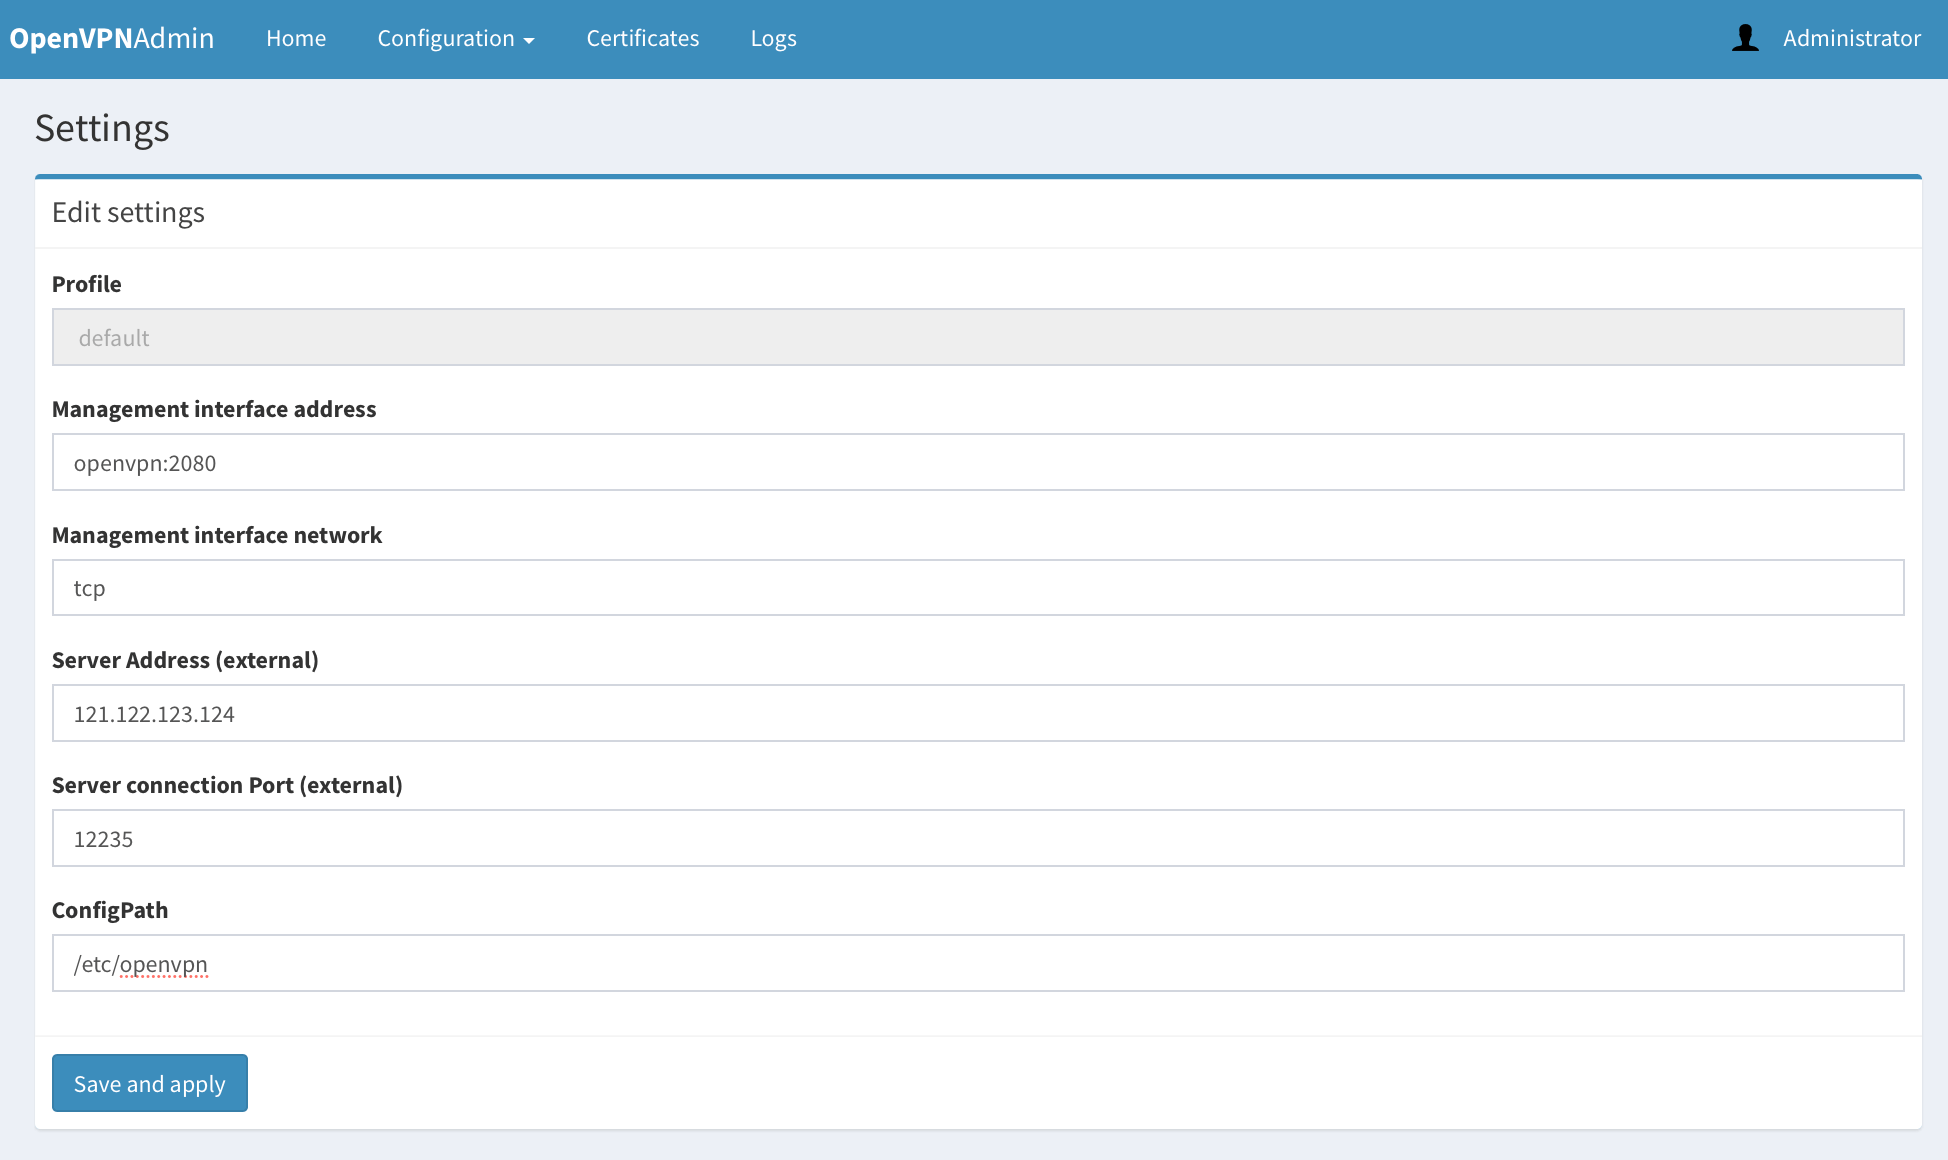 OpenVPNAdmin Home Configuration Certificates Logs Administrator
Settings
Edit settings
Profile
default
Management interface address
openvpn:2080
Management interface network
tcp
Server Address (external)
121.122.123.124
Server connection Port (external)
12235
ConfigPath
/etc/openvpn
Save and apply